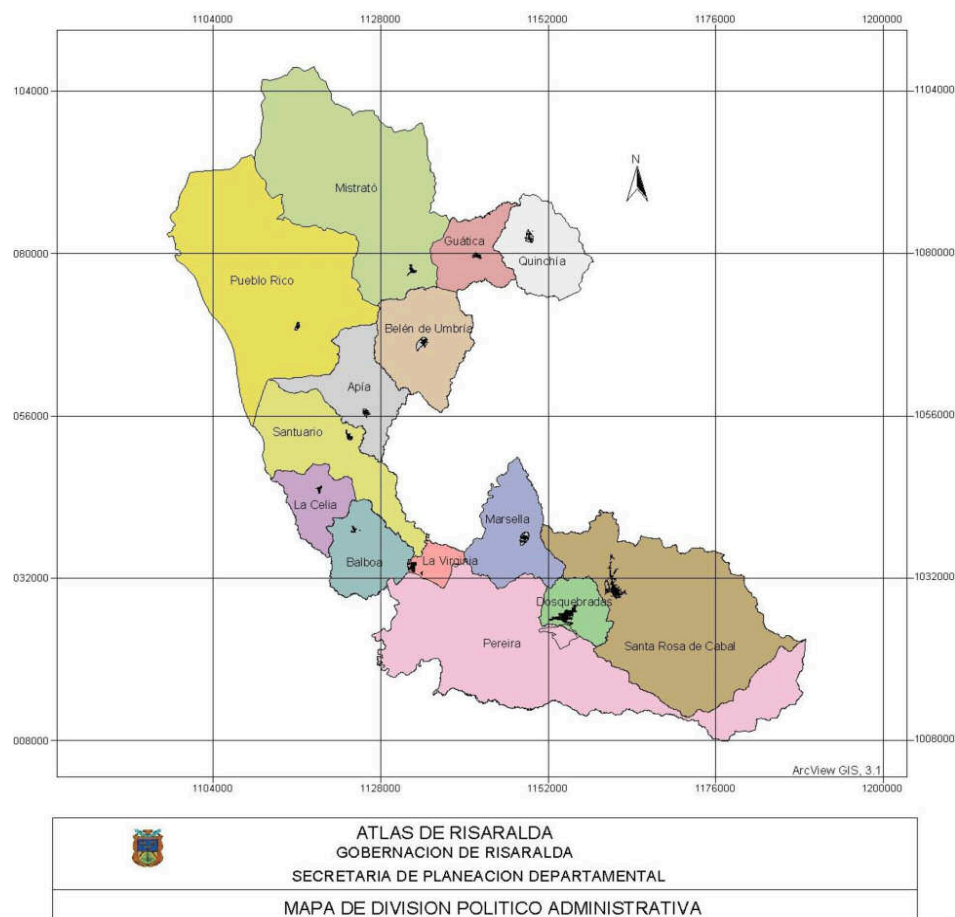 1104000 1128000 1152000 1176000 1200000
104000 1104000
N
Mistrató
Guática
080000 1080000
Quinchía
Pueblo Rico
Belén de Umbría
Apía
056000 1056000
Santuario
La Celia
Marsella
Balboa
La Virginia
032000 1032000
Dosquebradas
Pereira
Santa Rosa de Cabal
008000 1008000
ArcView GIS, 3.1
1104000 1128000 1152000 1176000 1200000
ATLAS DE RISARALDA
GOBERNACION DE RISARALDA
SECRETARIA DE PLANEACION DEPARTAMENTAL
MAPA DE DIVISION POLITICO ADMINISTRATIVA